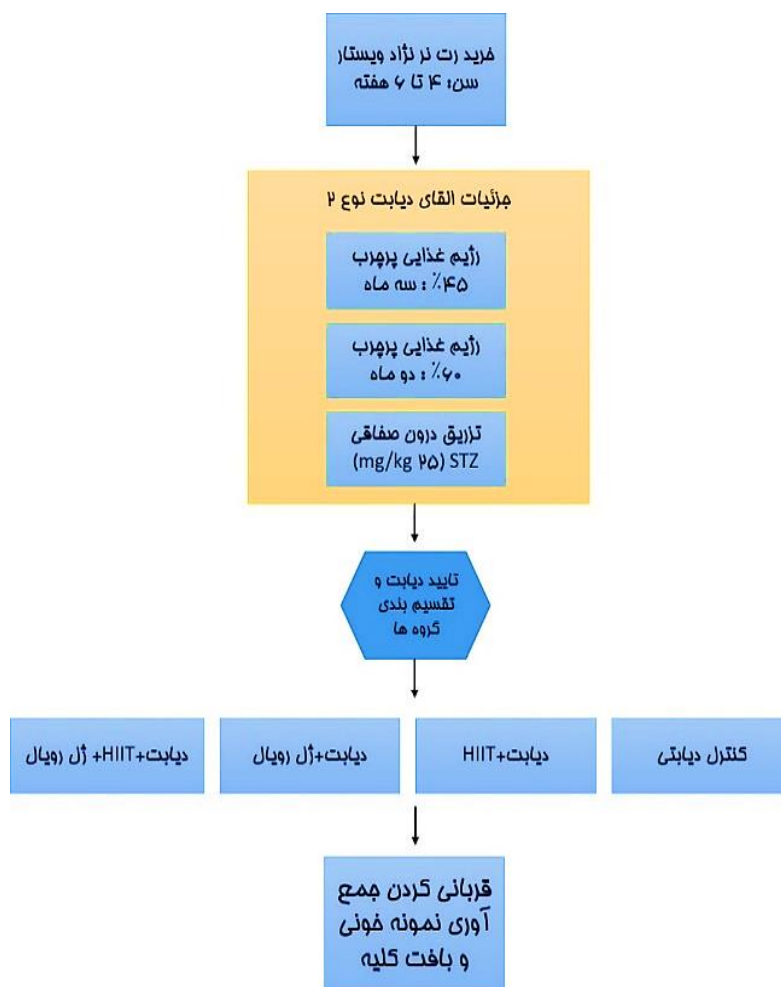 خرید رت نر نژاد ویستار
سن: ۴ تا ۶ هفته
جزئیات القای دیابت نوع ۲
رژیم غذایی پرچرب
۴۵٪ : سه ماه
رژیم غذایی پرچرب
۶۰٪ : دو ماه
تزریق درون صفاقی
STZ (۲۵ mg/kg)
تایید دیابت و
تقسیم بندی
گروه ها
کنترل دیابتی
دیابت+HIIT
دیابت+ژل رویال
دیابت+HIIT+ ژل رویال
قربانی کردن جمع
آوری نمونه خونی
و بافت کلیه